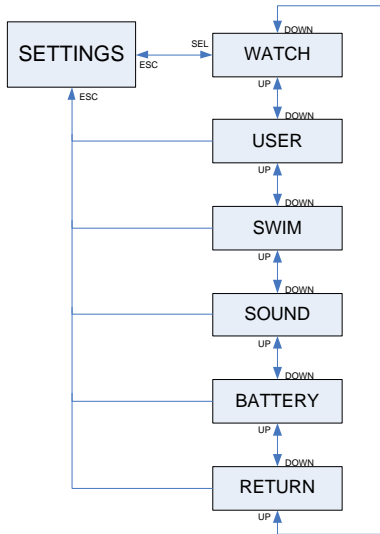 DOWN
SEL
SETTINGS
WATCH
ESC
UP
ESC
DOWN
USER
UP
DOWN
SWIM
UP
DOWN
SOUND
UP
DOWN
BATTERY
UP
DOWN
RETURN
UP